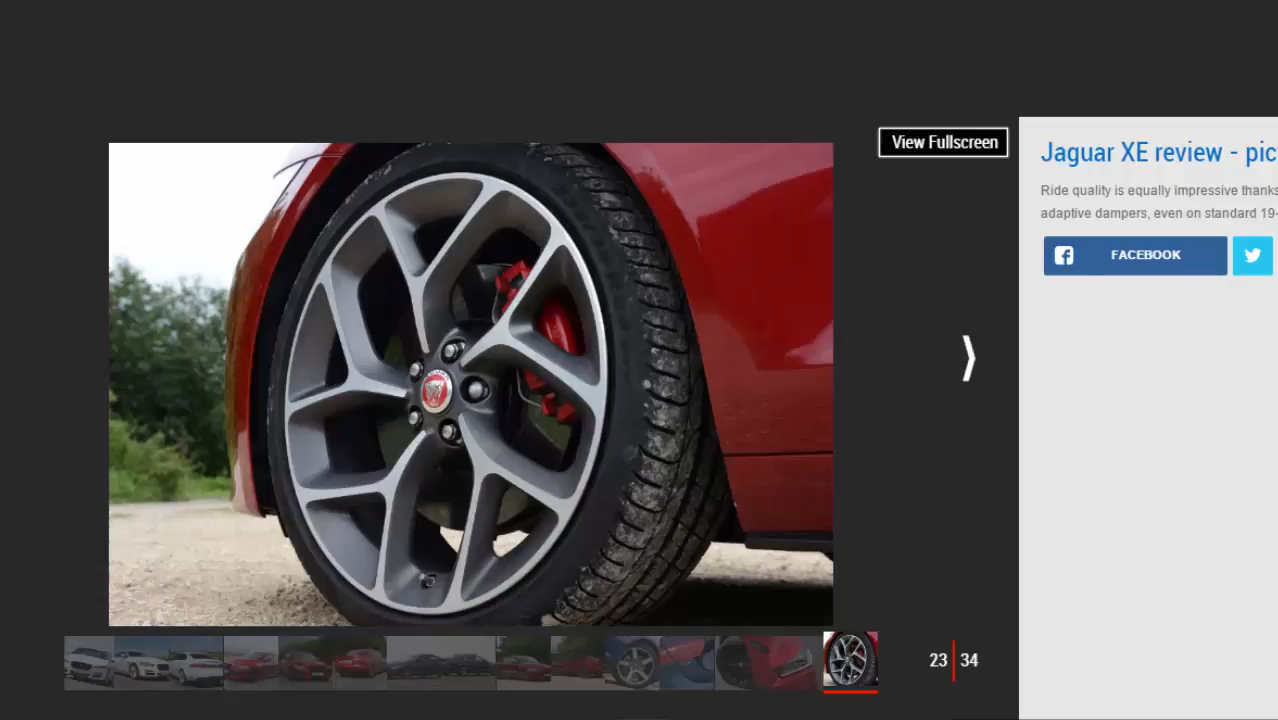 View Fullscreen
Jaguar XE review - pic
Ride quality is equally impressive thanks
adaptive dampers, even on standard 19-
FACEBOOK
23 34